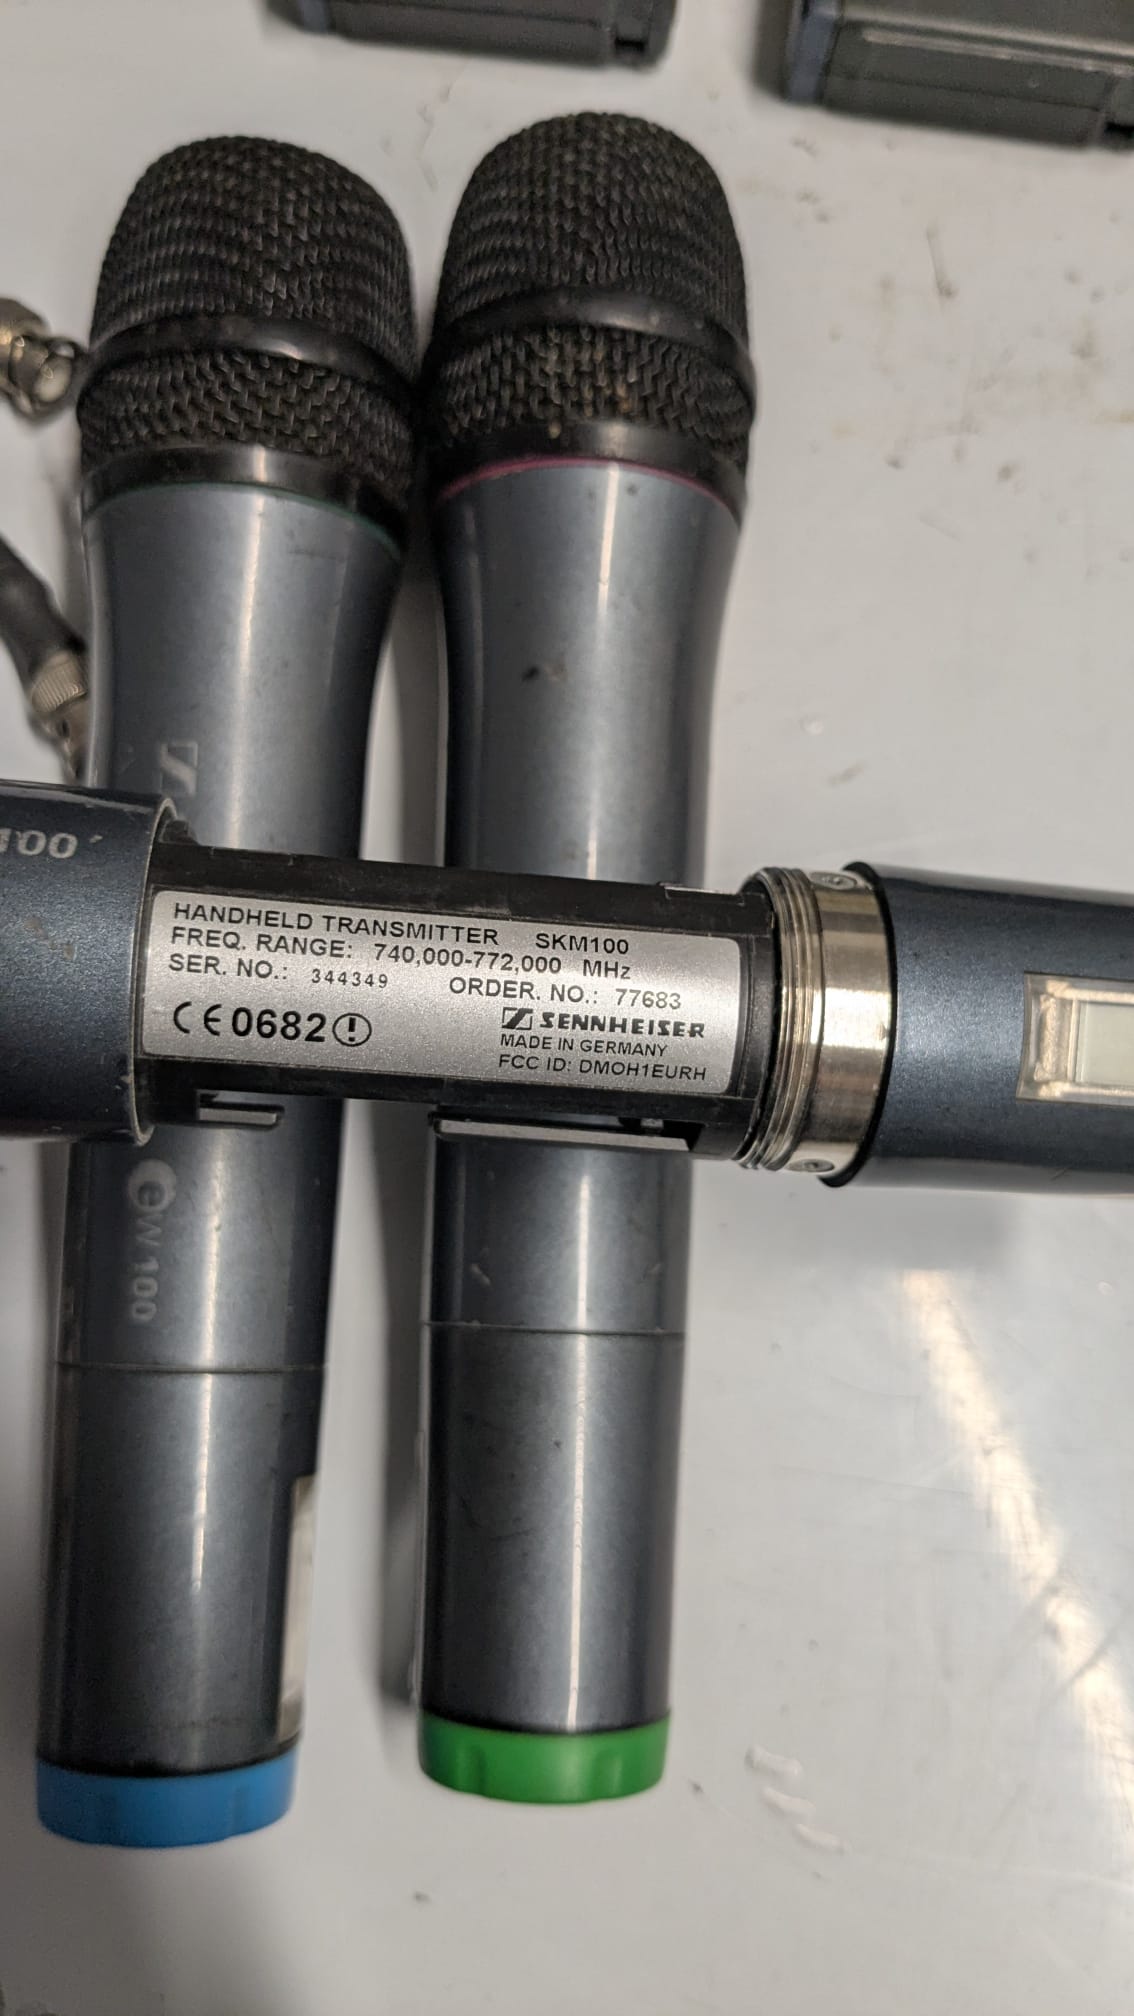 100
HANDHELD TRANSMITTER SKM100
FREQ. RANGE: 740,000-772,000 MHz
SER. NO.: 344349 ORDER. NO.: 77683
CE 0682
SENNHEISER
MADE IN GERMANY
FCC ID: DMOH1EURH
ew 100